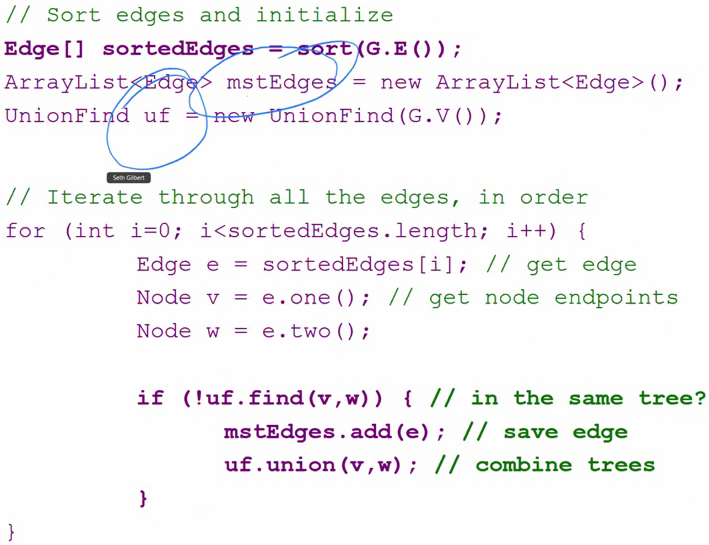 // Sort edges and initialize
Edge[] sortedEdges = sort(G.E());
ArrayList<Edge> mstEdges = new ArrayList<Edge>();
UnionFind uf = new UnionFind(G.V());
Seth Gilbert
// Iterate through all the edges, in order
for (int i=0; i<sortedEdges.length; i++) {
Edge e = sortedEdges[i]; // get edge
Node v = e.one(); // get node endpoints
Node w = e.two();
if (!uf.find(v,w)) { // in the same tree?
mstEdges.add(e); // save edge
uf.union(v,w); // combine trees
}
}